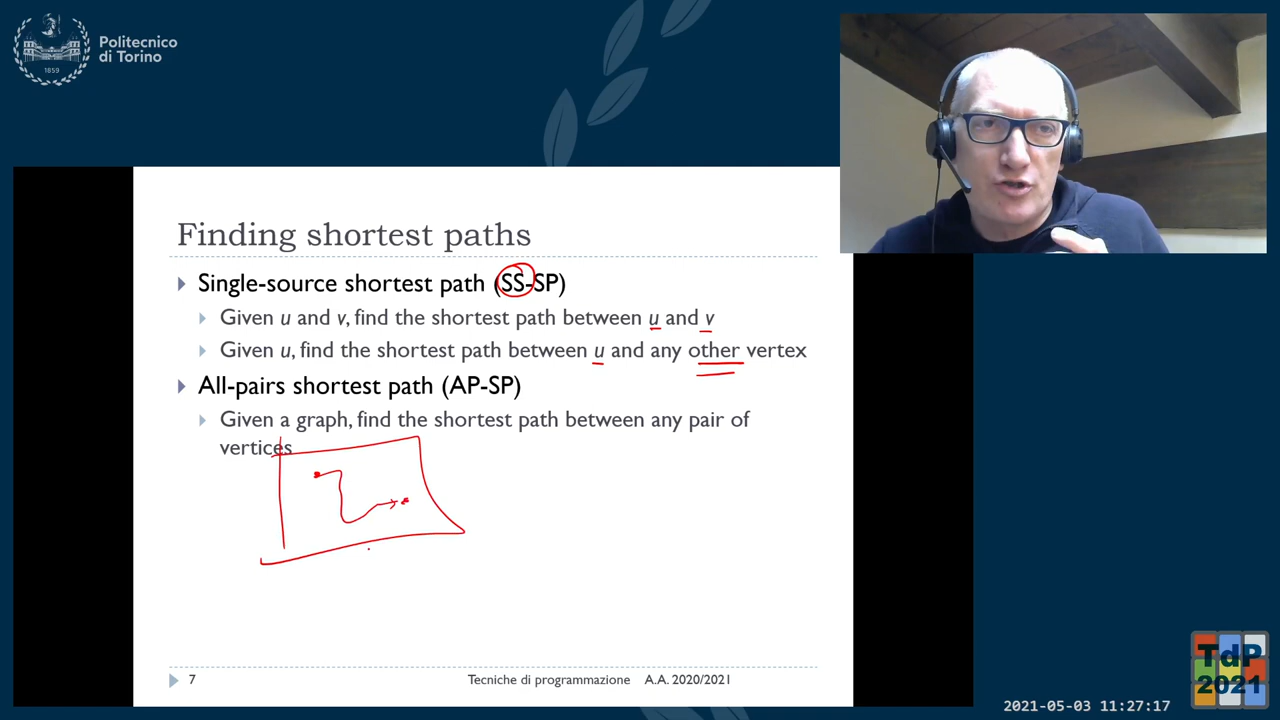 Politecnico
di Torino
1859
Finding shortest paths
Single-source shortest path (SS-SP)
Given u and v, find the shortest path between u and v
Given u, find the shortest path between u and any other vertex
All-pairs shortest path (AP-SP)
Given a graph, find the shortest path between any pair of
vertices
7
Tecniche di programmazione A.A. 2020/2021
TdP
2021
2021-05-03 11:27:17